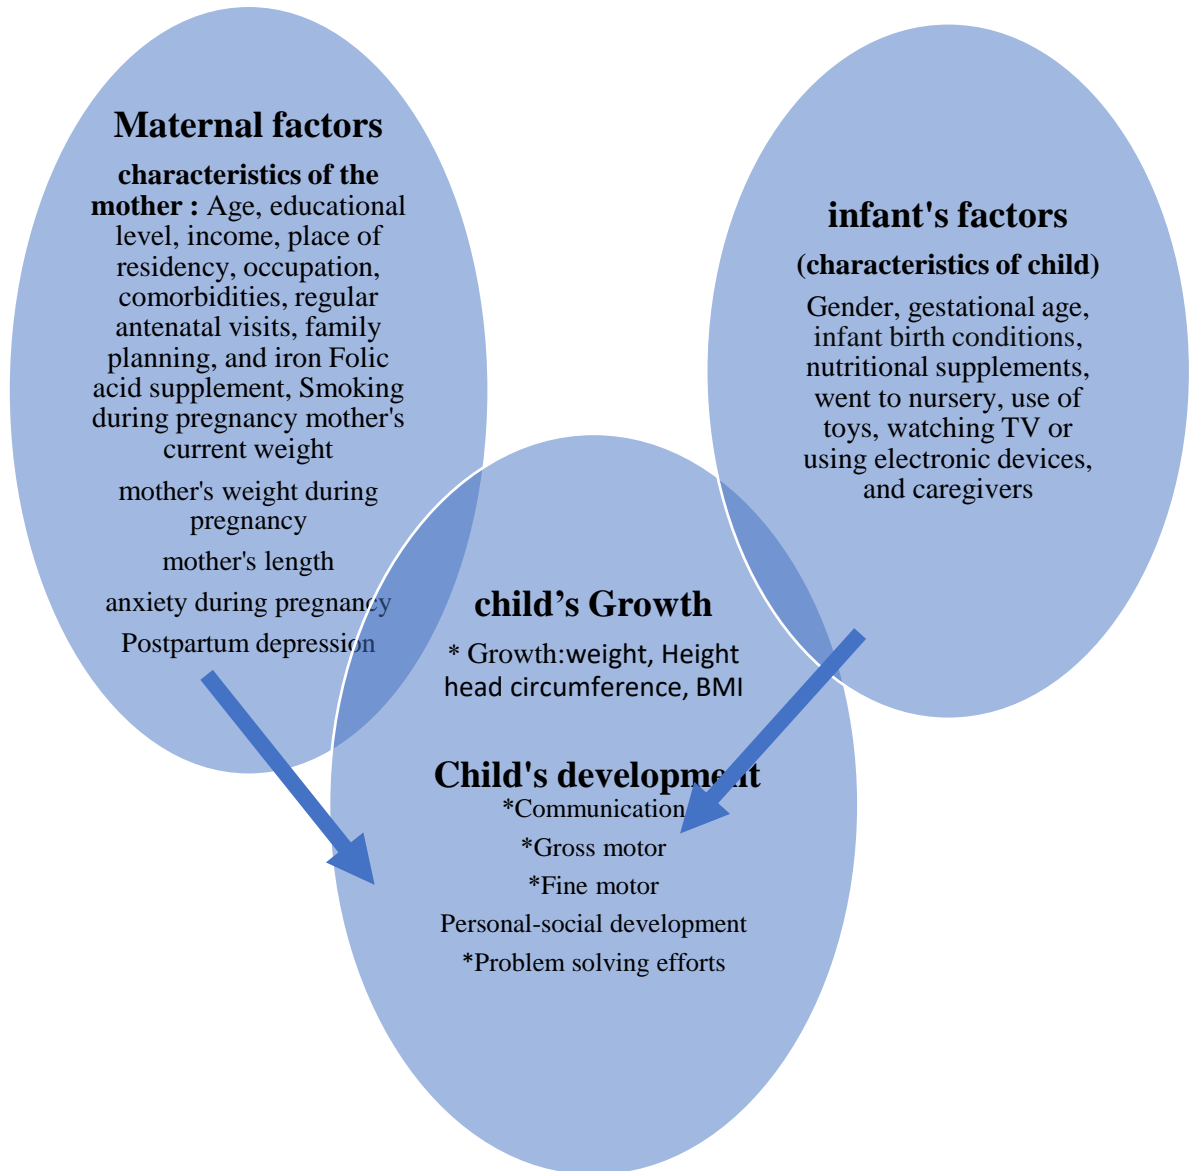 Maternal factors
characteristics of the
mother : Age, educational
level, income, place of
residency, occupation,
comorbidities, regular
antenatal visits, family
planning, and iron Folic
acid supplement, Smoking
during pregnancy mother's
current weight
mother's weight during
pregnancy
mother's length
anxiety during pregnancy
Postpartum depression
infant's factors
(characteristics of child)
Gender, gestational age,
infant birth conditions,
nutritional supplements,
went to nursery, use of
toys, watching TV or
using electronic devices,
and caregivers
child’s Growth
* Growth:weight, Height
head circumference, BMI
Child's development
*Communication
*Gross motor
*Fine motor
Personal-social development
*Problem solving efforts